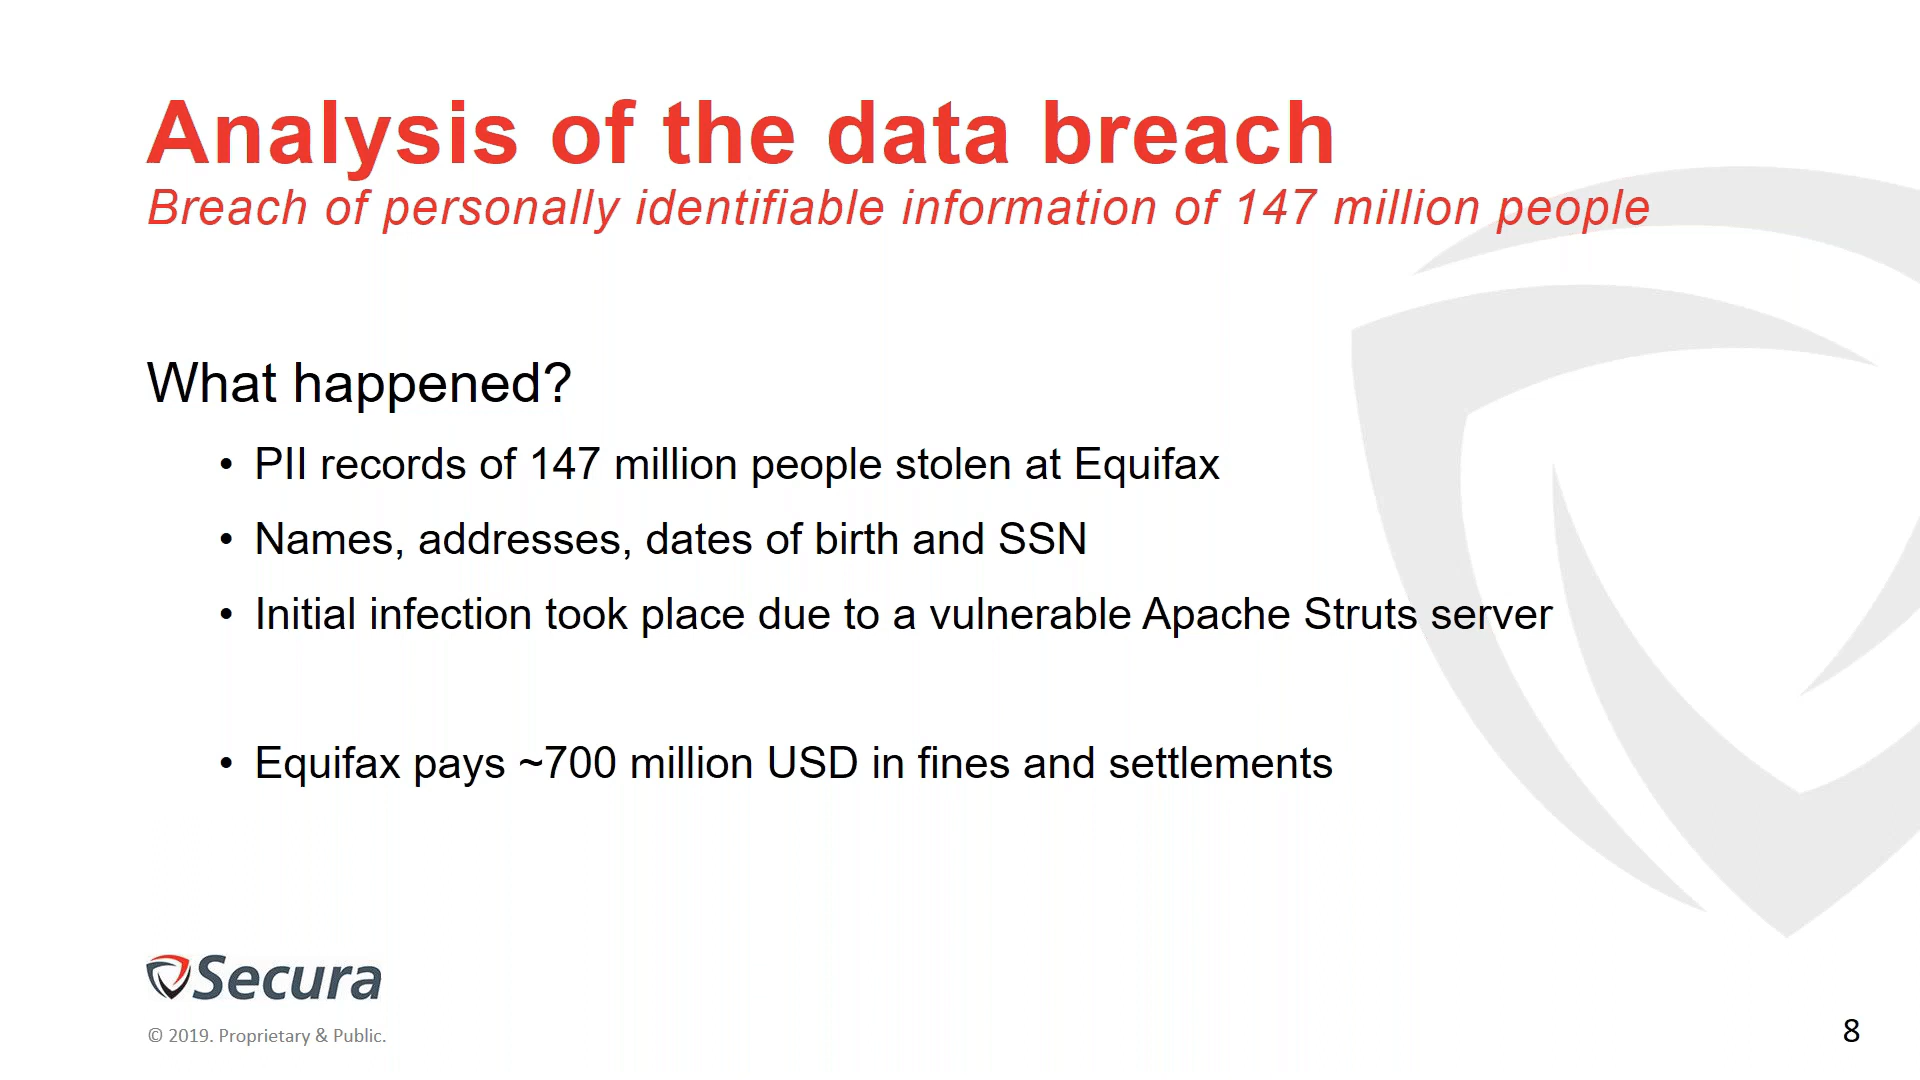 Analysis of the data breach
Breach of personally identifiable information of 147 million people
What happened?
• PII records of 147 million people stolen at Equifax
• Names, addresses, dates of birth and SSN
• Initial infection took place due to a vulnerable Apache Struts server
• Equifax pays ~700 million USD in fines and settlements
Secura
© 2019. Proprietary & Public.
8